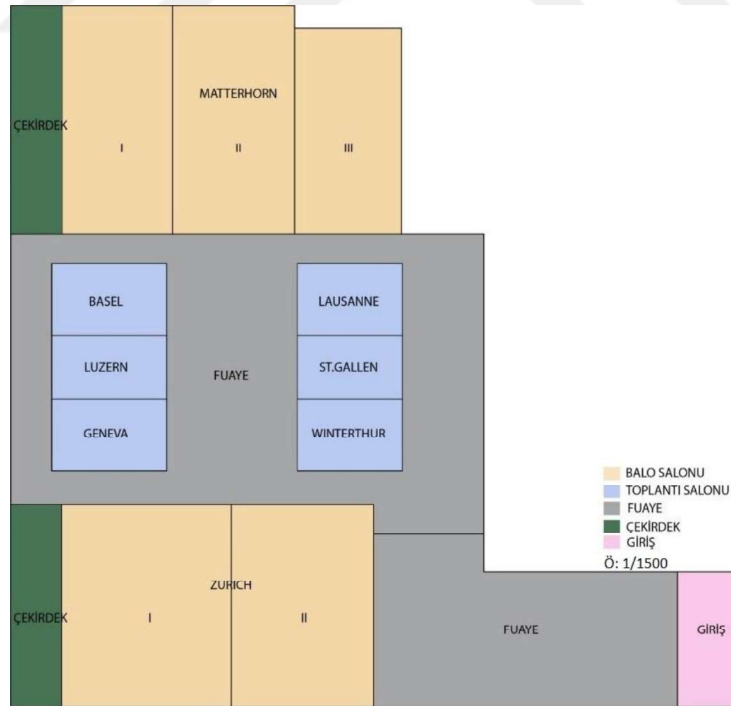 MATTERHORN
ÇEKİRDEK
I
II
III
BASEL
LAUSANNE
LUZERN
FUAYE
ST.GALLEN
GENEVA
WINTERTHUR
BALO SALONU
TOPLANTI SALONU
FUAYE
ÇEKİRDEK
GİRİŞ
Ö: 1/1500
ZURICH
ÇEKİRDEK
I
II
FUAYE
GİRİŞ